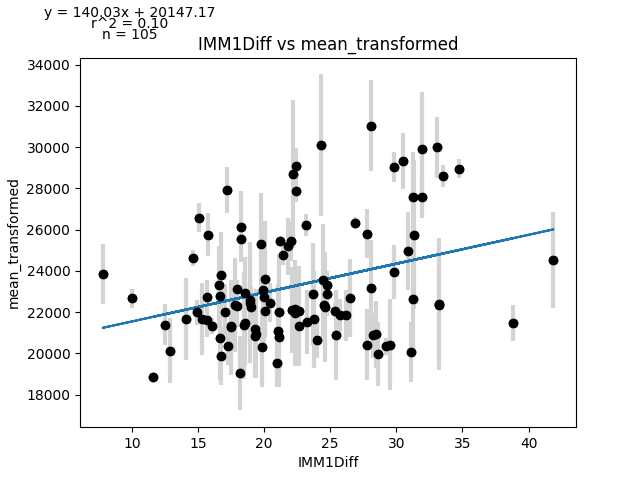 y = 140.03x + 20147.17
r^2 = 0.10
n = 105
IMM1Diff vs mean_transformed
34000
32000
30000
28000
26000
24000
22000
20000
18000
mean_transformed
10 15 20 25 30 35 40
IMM1Diff